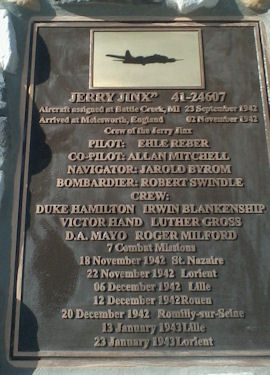 JERRY JINX" 41-24607
Aircraft assigned at Battle Creek, MI 23 September 1942
Arrived at Molesworth, England 02 November 1942
Crew of the Jerry Jinx
PILOT: EHLE REBER
CO-PILOT: ALLAN MITCHELL
NAVIGATOR: JAROLD BYROM
BOMBARDIER: ROBERT SWINDLE
CREW:
DUKE HAMILTON IRWIN BLANKENSHIP
VICTOR HAND LUTHER GROSS
D.A. MAYO ROGER MILFORD
7 Combat Missions
18 November 1942 St. Nazaire
22 November 1942 Lorient
06 December 1942 Lille
12 December 1942 Rouen
20 December 1942 Romilly-sur-Seine
13 January 1943 Lille
23 January 1943 Lorient